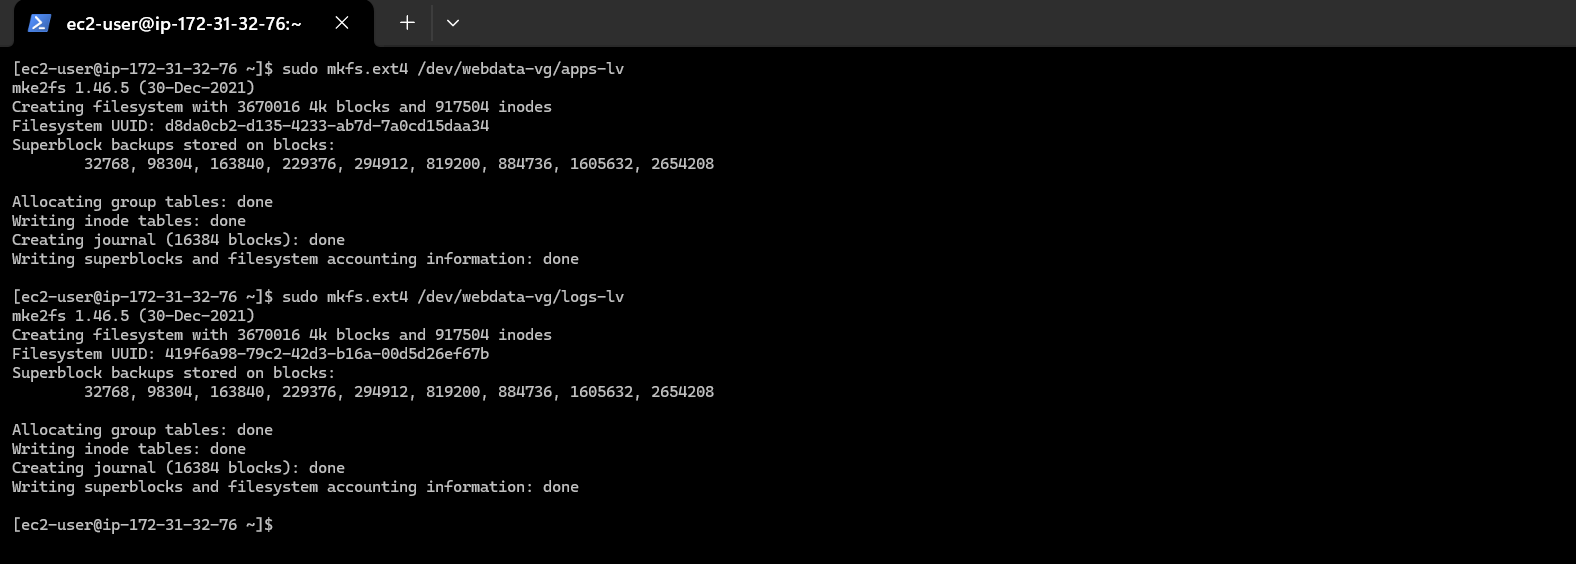 ec2-user@ip-172-31-32-76:~
[ec2-user@ip-172-31-32-76 ~]$ sudo mkfs.ext4 /dev/webdata-vg/apps-lv
mke2fs 1.46.5 (30-Dec-2021)
Creating filesystem with 3670016 4k blocks and 917504 inodes
Filesystem UUID: d8da0cb2-d135-4233-ab7d-7a0cd15daa34
Superblock backups stored on blocks:
        32768, 98304, 163840, 229376, 294912, 819200, 884736, 1605632, 2654208
Allocating group tables: done
Writing inode tables: done
Creating journal (16384 blocks): done
Writing superblocks and filesystem accounting information: done
[ec2-user@ip-172-31-32-76 ~]$ sudo mkfs.ext4 /dev/webdata-vg/logs-lv
mke2fs 1.46.5 (30-Dec-2021)
Creating filesystem with 3670016 4k blocks and 917504 inodes
Filesystem UUID: 419f6a98-79c2-42d3-b16a-00d5d26ef67b
Superblock backups stored on blocks:
        32768, 98304, 163840, 229376, 294912, 819200, 884736, 1605632, 2654208
Allocating group tables: done
Writing inode tables: done
Creating journal (16384 blocks): done
Writing superblocks and filesystem accounting information: done
[ec2-user@ip-172-31-32-76 ~]$